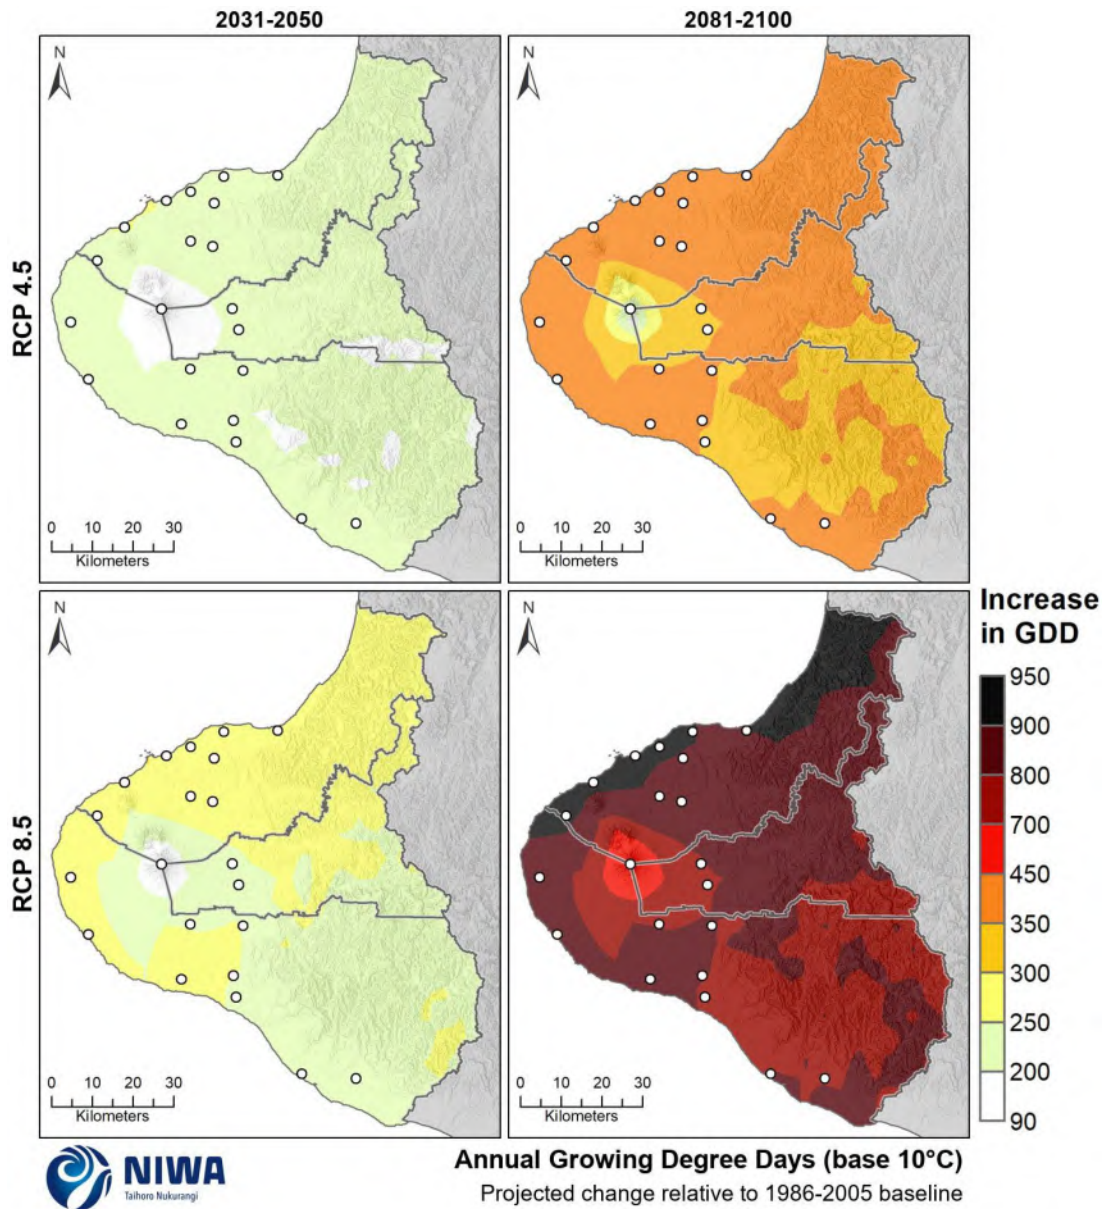 2031-2050
2081-2100
RCP 4.5
N
0 10 20 30
Kilometers
N
0 10 20 30
Kilometers
RCP 8.5
N
0 10 20 30
Kilometers
N
0 10 20 30
Kilometers
Increase
in GDD
950
900
800
700
450
350
300
250
200
90
NIWA
Taihoro Nukurangi
Annual Growing Degree Days (base 10°C)
Projected change relative to 1986-2005 baseline